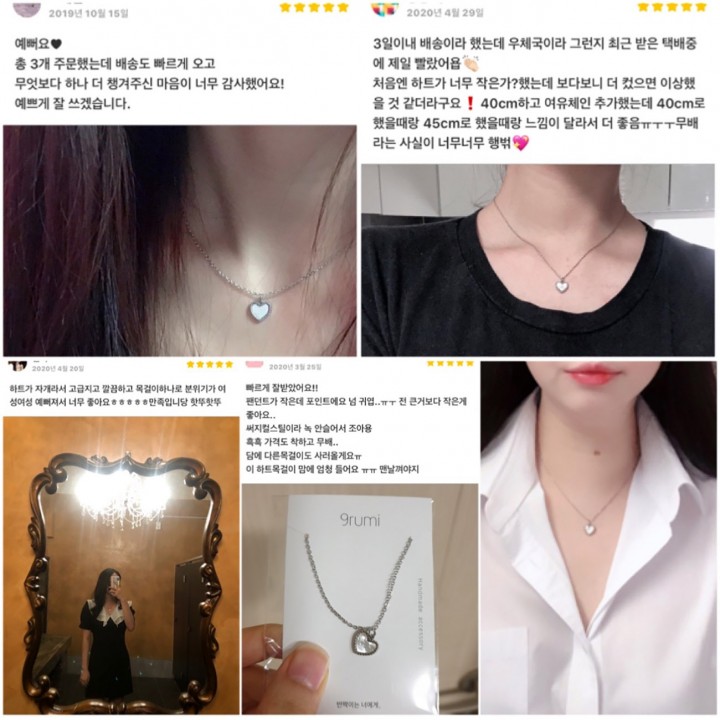 2019년 10월 15일
예뻐요🖤
총 3개 주문했는데 배송도 빠르게 오고
무엇보다 하나 더 챙겨주신 마음이 너무 감사했어요!
예쁘게 잘 쓰겠습니다.
2020년 4월 29일
3일이내 배송이라 했는데 우체국이라 그런지 최근 받은 택배중
에 제일 빨랐어욥👏🏻
처음엔 하트가 너무 작은가?했는데 보다보니 더 컸으면 이상했
을 것 같더라구요❗ 40cm하고 여유체인 추가했는데 40cm로
했을때랑 45cm로 했을때랑 느낌이 달라서 더 좋음ㅠㅜㅜ무배
라는 사실이 너무너무 행벆💖
2020년 4월 20일
하트가 자개라서 고급지고 깔끔하고 목걸이하나로 분위기가 여
성여성 예뻐져서 너무 좋아요ㅎㅎㅎㅎ만족입니당 핫뚜핫뚜
2020년 3월 25일
빠르게 잘받았어요!!
팬던트가 작은데 포인트에요 넘 귀업..ㅠㅜ 전 큰거보다 작은게
좋아요..
써지컬스틸이라 녹 안슬어서 조아용
흑흑 가격도 착하고 무배..
담에 다른목걸이도 사러올게요ㅠ
이 하트목걸이 맘에 엄청 들어요 ㅠㅠ 맨날껴야지
9rumi
Handmade accessory
반짝이는 너에게.